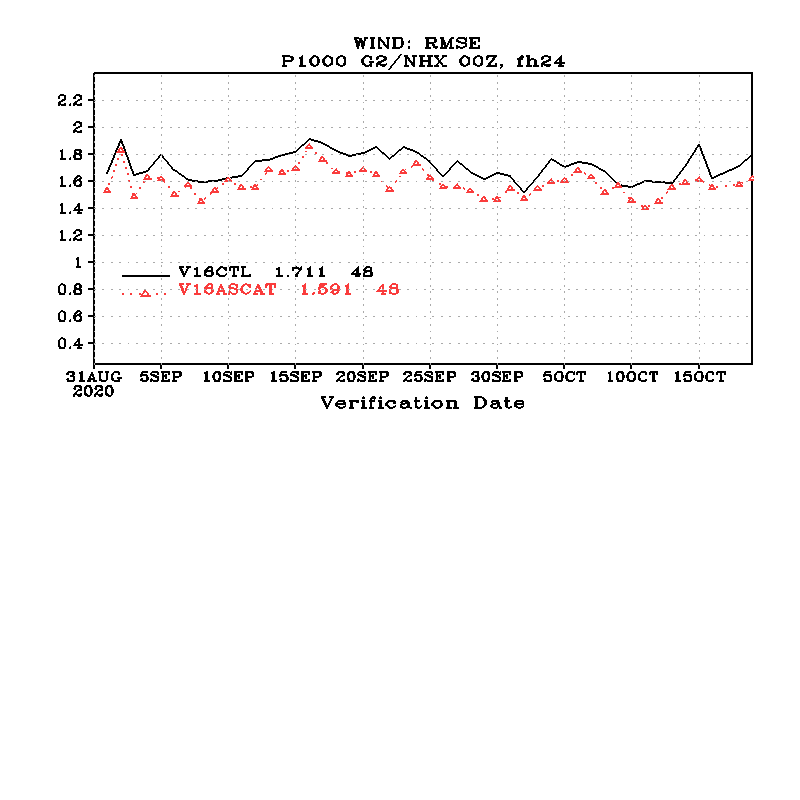 WIND: RMSE
P1000 G2/NHX 00Z, fh24
2.2
2
1.8
1.6
1.4
1.2
1
0.8
0.6
0.4
V16CTL 1.711 48
V16ASCAT 1.591 48
31AUG 5SEP 10SEP 15SEP 20SEP 25SEP 30SEP 5OCT 10OCT 15OCT
2020
Verification Date